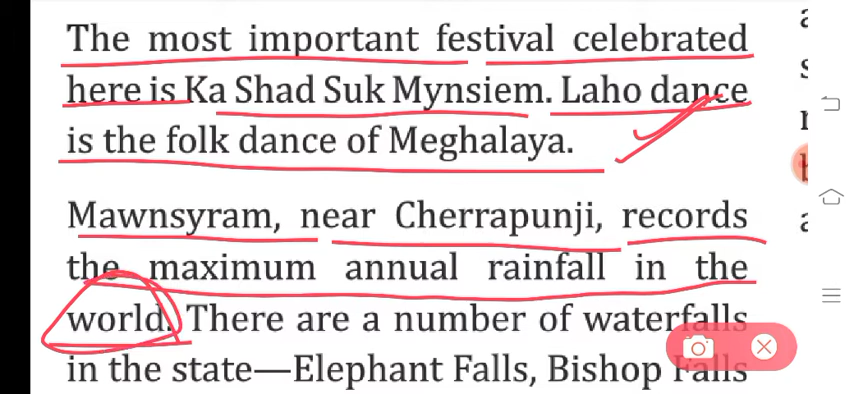 The most important festival celebrated
here is Ka Shad Suk Mynsiem. Laho dance
is the folk dance of Meghalaya.
Mawnsyram, near Cherrapunji, records
the maximum annual rainfall in the
world. There are a number of waterfalls
in the state—Elephant Falls, Bishop Falls